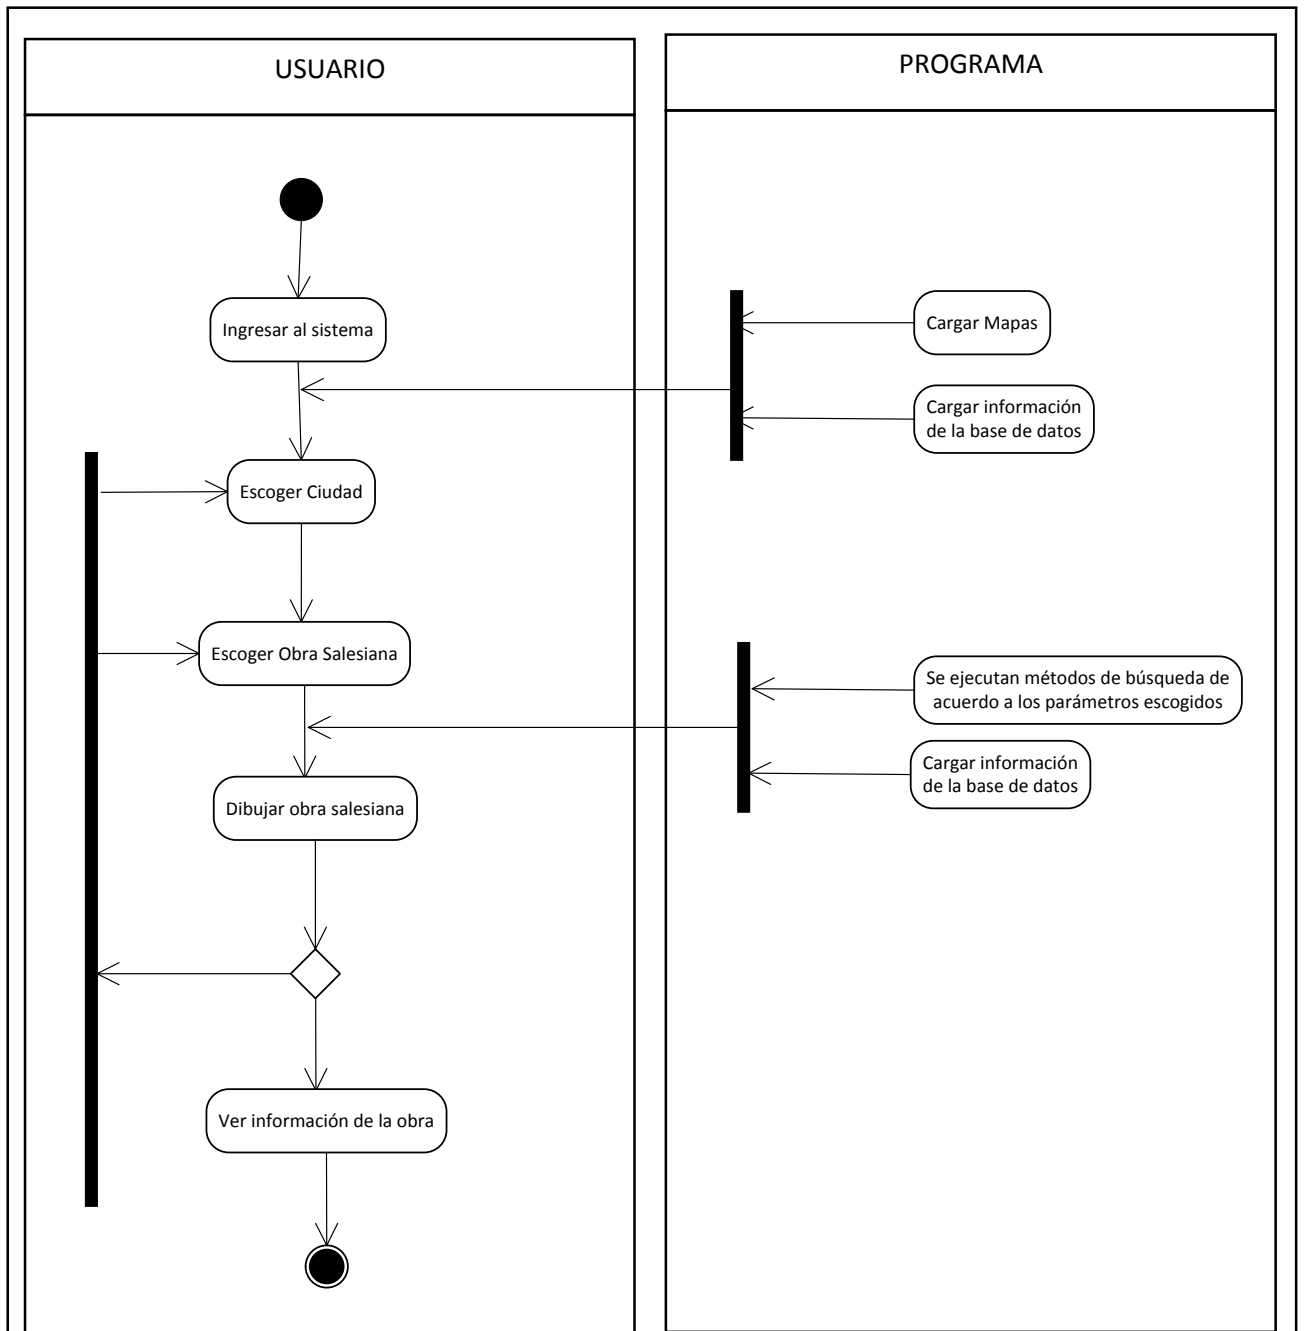 USUARIO
PROGRAMA
Ingresar al sistema
Cargar Mapas
Cargar información
de la base de datos
Escoger Ciudad
Escoger Obra Salesiana
Se ejecutan métodos de búsqueda de
acuerdo a los parámetros escogidos
Cargar información
de la base de datos
Dibujar obra salesiana
Ver información de la obra